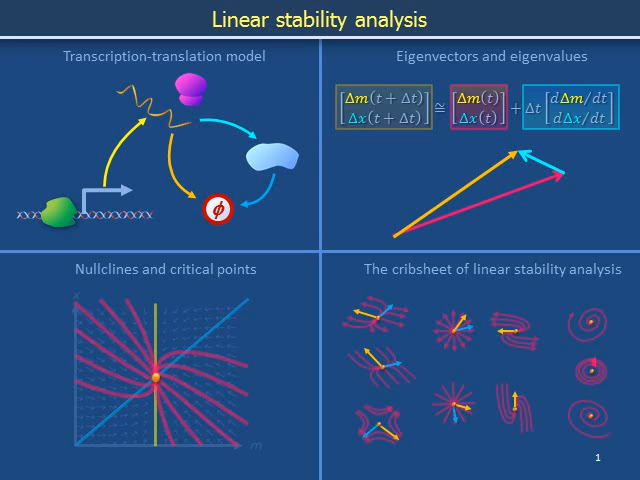 Linear stability analysis
Transcription-translation model
ϕ
Eigenvectors and eigenvalues
[Δm(t + Δt) Δx(t + Δt)] ≅ [Δm(t) Δx(t)] + Δt [dΔm/dt dΔx/dt]
Nullclines and critical points
x
m
The cribsheet of linear stability analysis
1